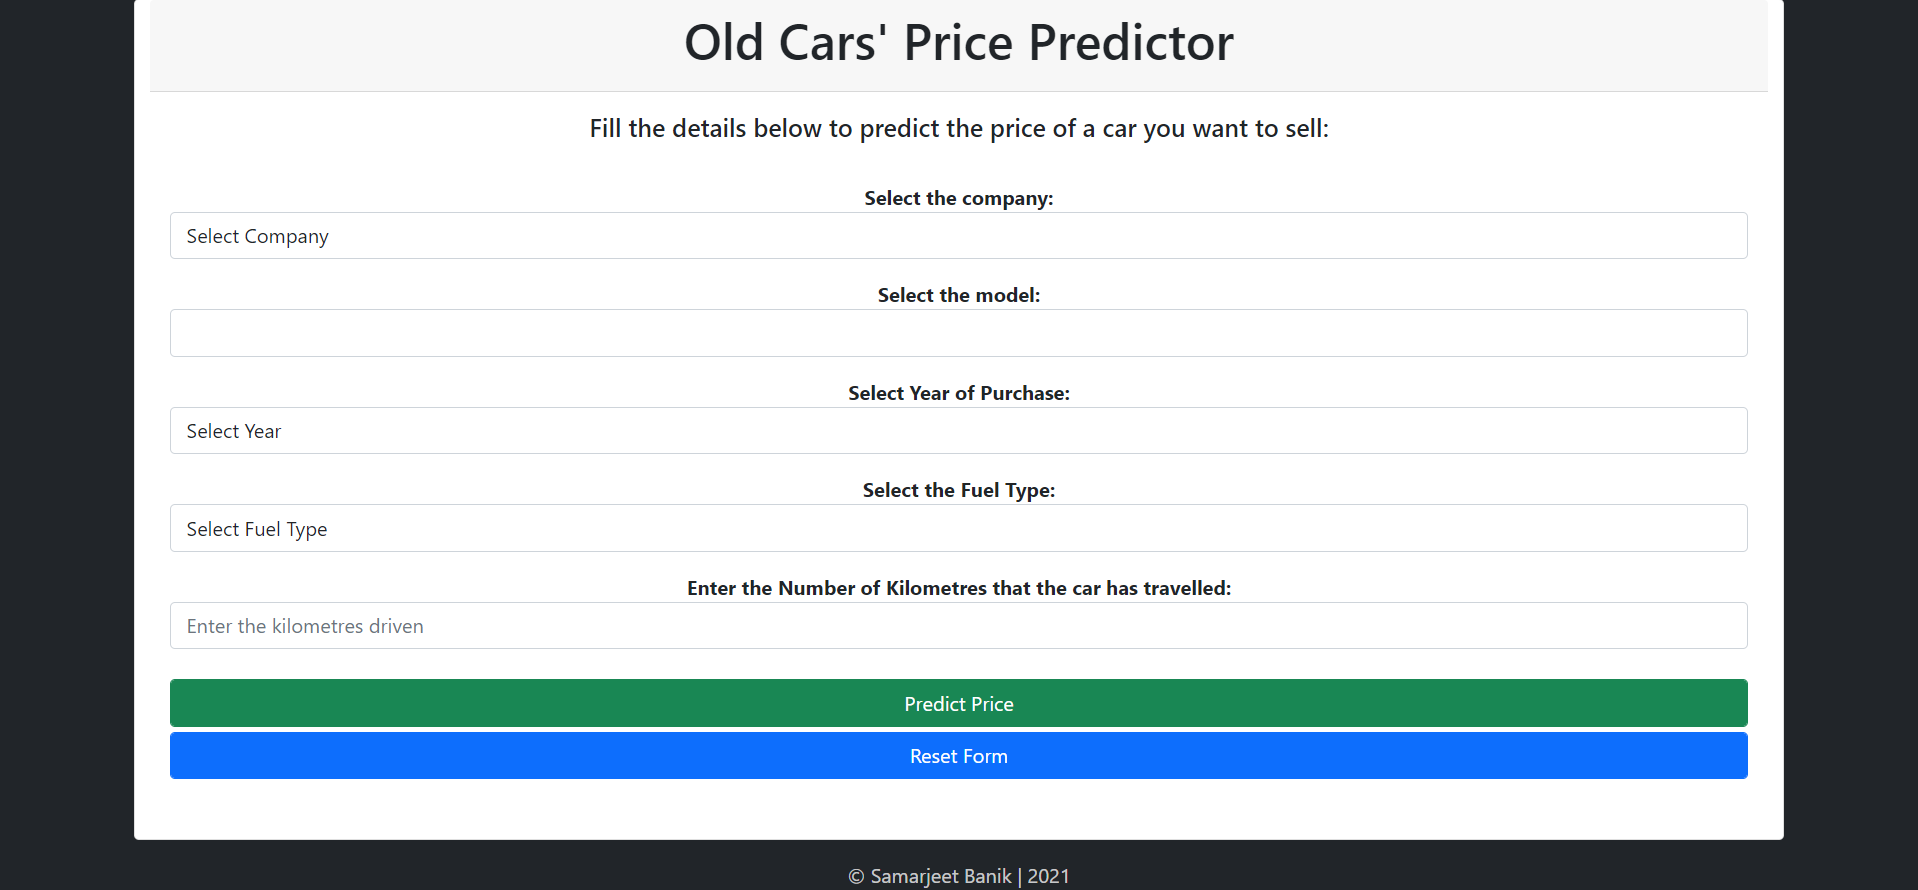 Old Cars' Price Predictor
Fill the details below to predict the price of a car you want to sell:
Select the company:
Select Company
Select the model:
Select Year of Purchase:
Select Year
Select the Fuel Type:
Select Fuel Type
Enter the Number of Kilometres that the car has travelled:
Enter the kilometres driven
Predict Price
Reset Form
© Samarjeet Banik | 2021